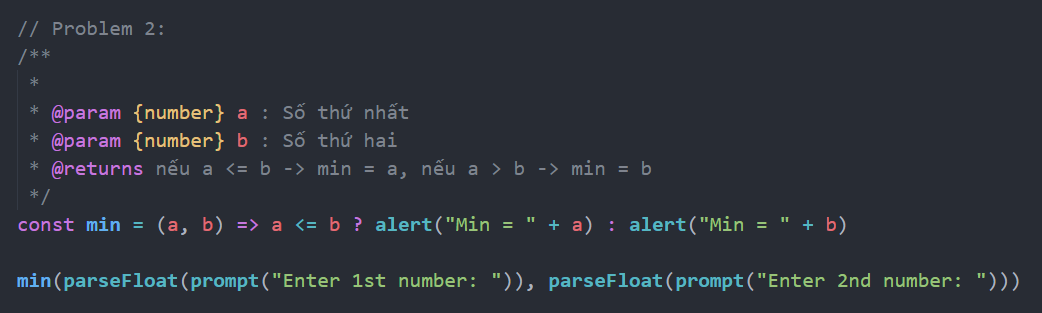 // Problem 2:
/**
 *
 * @param {number} a : Số thứ nhất
 * @param {number} b : Số thứ hai
 * @returns nếu a <= b -> min = a, nếu a > b -> min = b
 */
const min = (a, b) => a <= b ? alert("Min = " + a) : alert("Min = " + b)

min(parseFloat(prompt("Enter 1st number: ")), parseFloat(prompt("Enter 2nd number: ")))